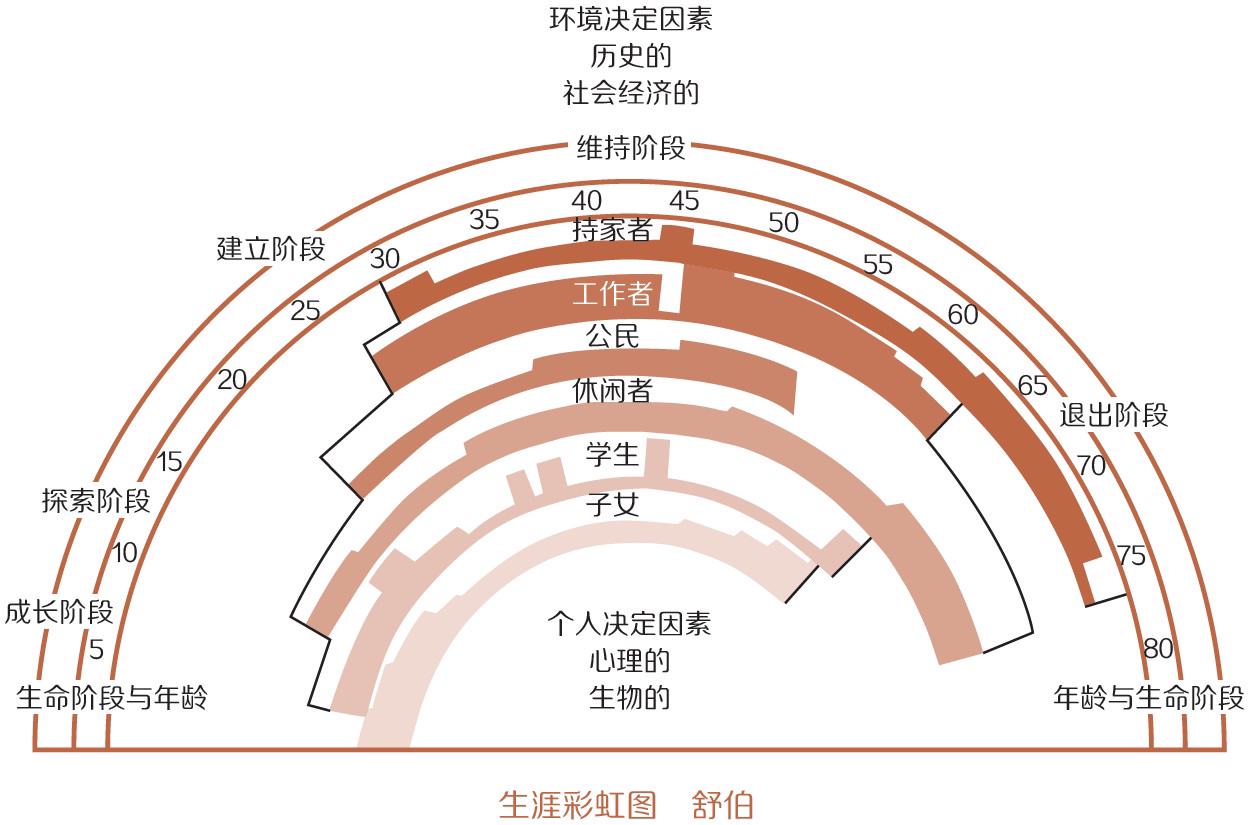 环境决定因素
历史的
社会经济的
维持阶段
建立阶段
探索阶段
成长阶段
生命阶段与年龄
退出阶段
年龄与生命阶段
5
10
15
20
25
30
35
40
45
50
55
60
65
70
75
80
持家者
工作者
公民
休闲者
学生
子女
个人决定因素
心理的
生物的
生涯彩虹图 舒伯